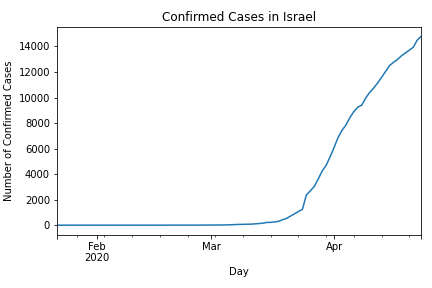 Confirmed Cases in Israel
Number of Confirmed Cases
14000
12000
10000
8000
6000
4000
2000
0
Feb
2020
Mar
Apr
Day